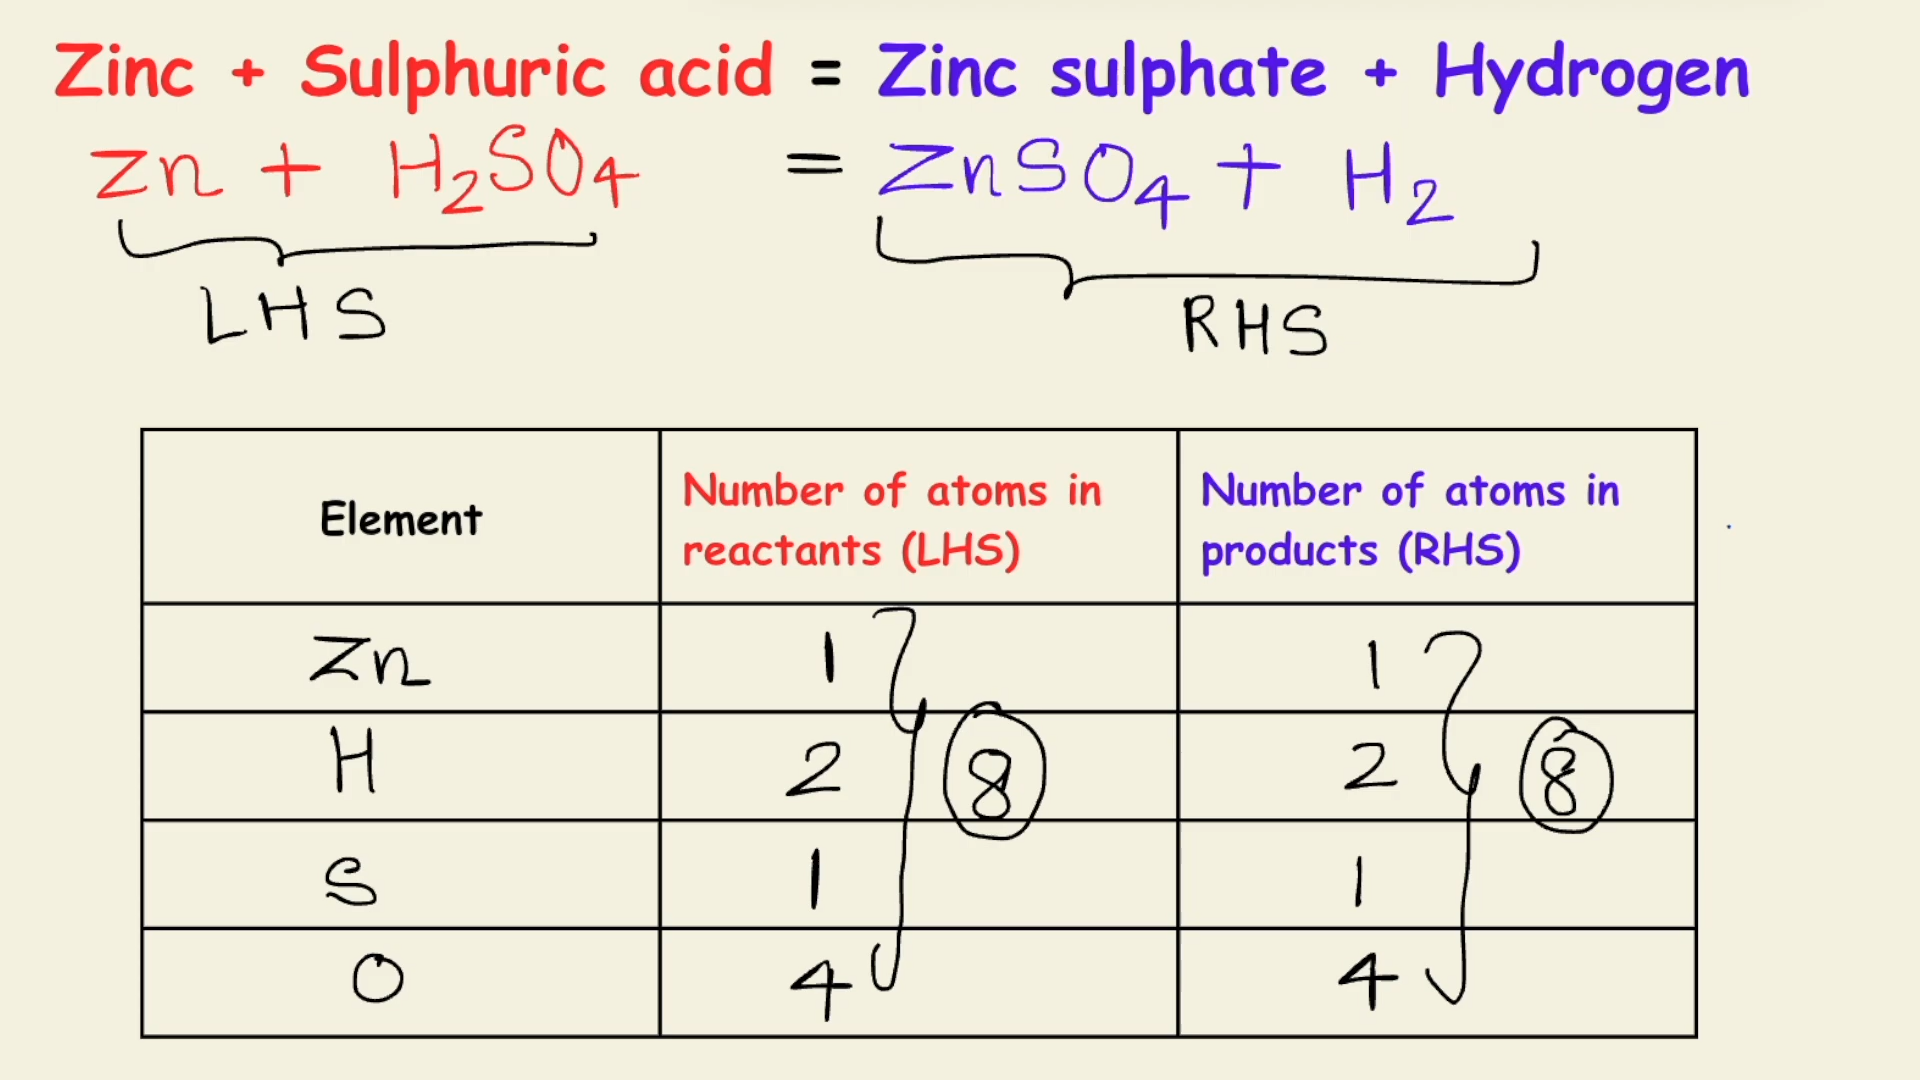 Zinc + Sulphuric acid = Zinc sulphate + Hydrogen
Zn + H₂SO₄ = ZnSO₄ + H₂
LHS RHS
Element Number of atoms in reactants (LHS) Number of atoms in products (RHS)
Zn 1 1
H 2 8 2 8
S 1 1
O 4 4